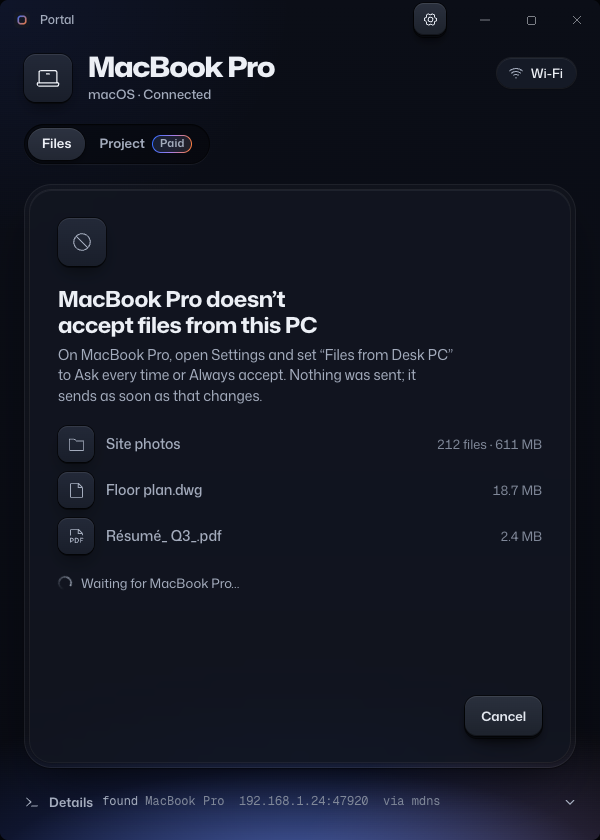 Portal
MacBook Pro
macOS · Connected
Wi-Fi
Files
Project
Paid
MacBook Pro doesn’t
accept files from this PC
On MacBook Pro, open Settings and set “Files from Desk PC”
to Ask every time or Always accept. Nothing was sent; it
sends as soon as that changes.
Site photos
212 files · 611 MB
Floor plan.dwg
18.7 MB
PDF
Résumé_ Q3_.pdf
2.4 MB
Waiting for MacBook Pro...
Cancel
Details found MacBook Pro 192.168.1.24:47920 via mdns